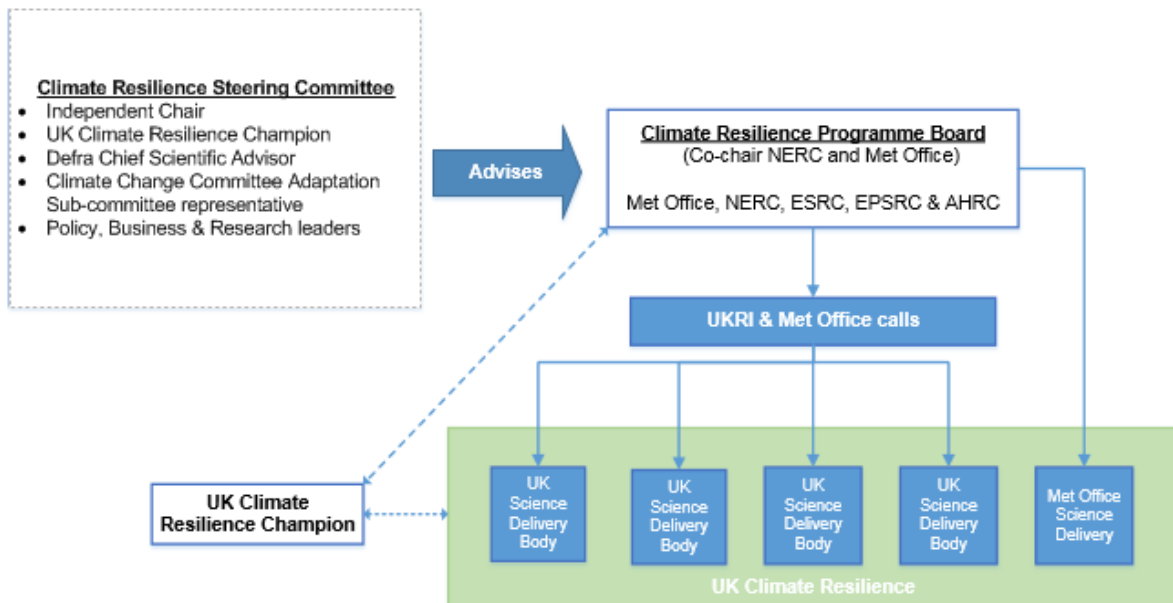 Climate Resilience Steering Committee
• Independent Chair
• UK Climate Resilience Champion
• Defra Chief Scientific Advisor
• Climate Change Committee Adaptation
Sub-committee representative
• Policy, Business & Research leaders
Advises
Climate Resilience Programme Board
(Co-chair NERC and Met Office)
Met Office, NERC, ESRC, EPSRC & AHRC
UKRI & Met Office calls
UK Climate
Resilience Champion
UK
Science
Delivery
Body
UK
Science
Delivery
Body
UK
Science
Delivery
Body
UK
Science
Delivery
Body
Met Office
Science
Delivery
UK Climate Resilience